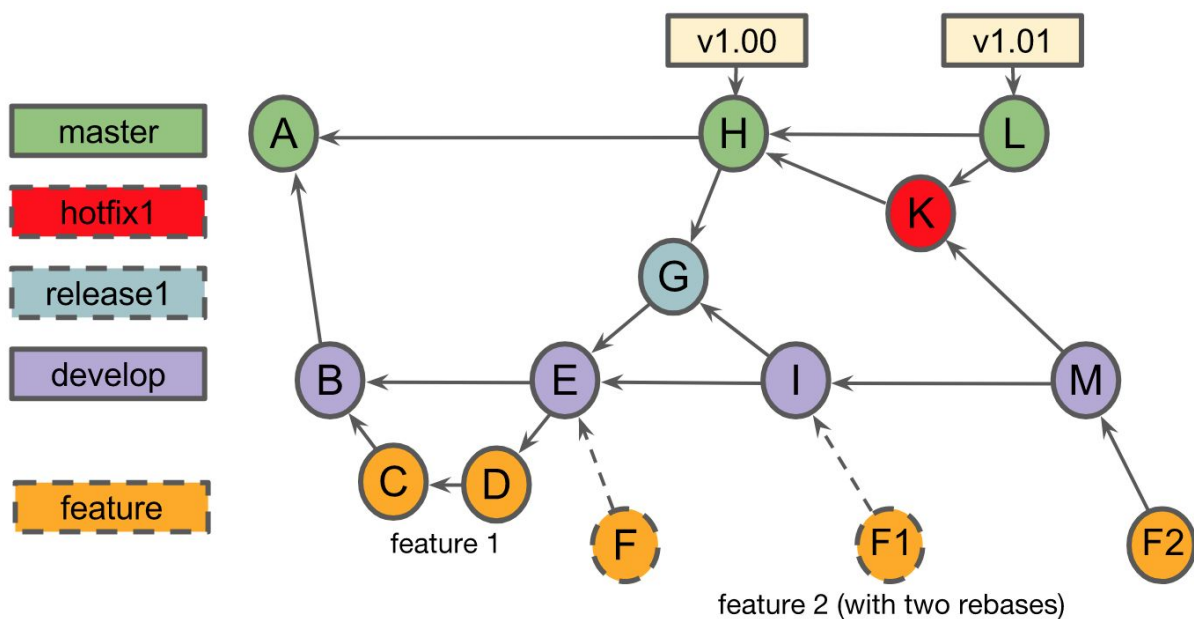 v1.00
v1.01
master
A
H
L
hotfix1
K
release1
G
develop
B
E
I
M
feature
C
D
F
F1
F2
feature 1
feature 2 (with two rebases)